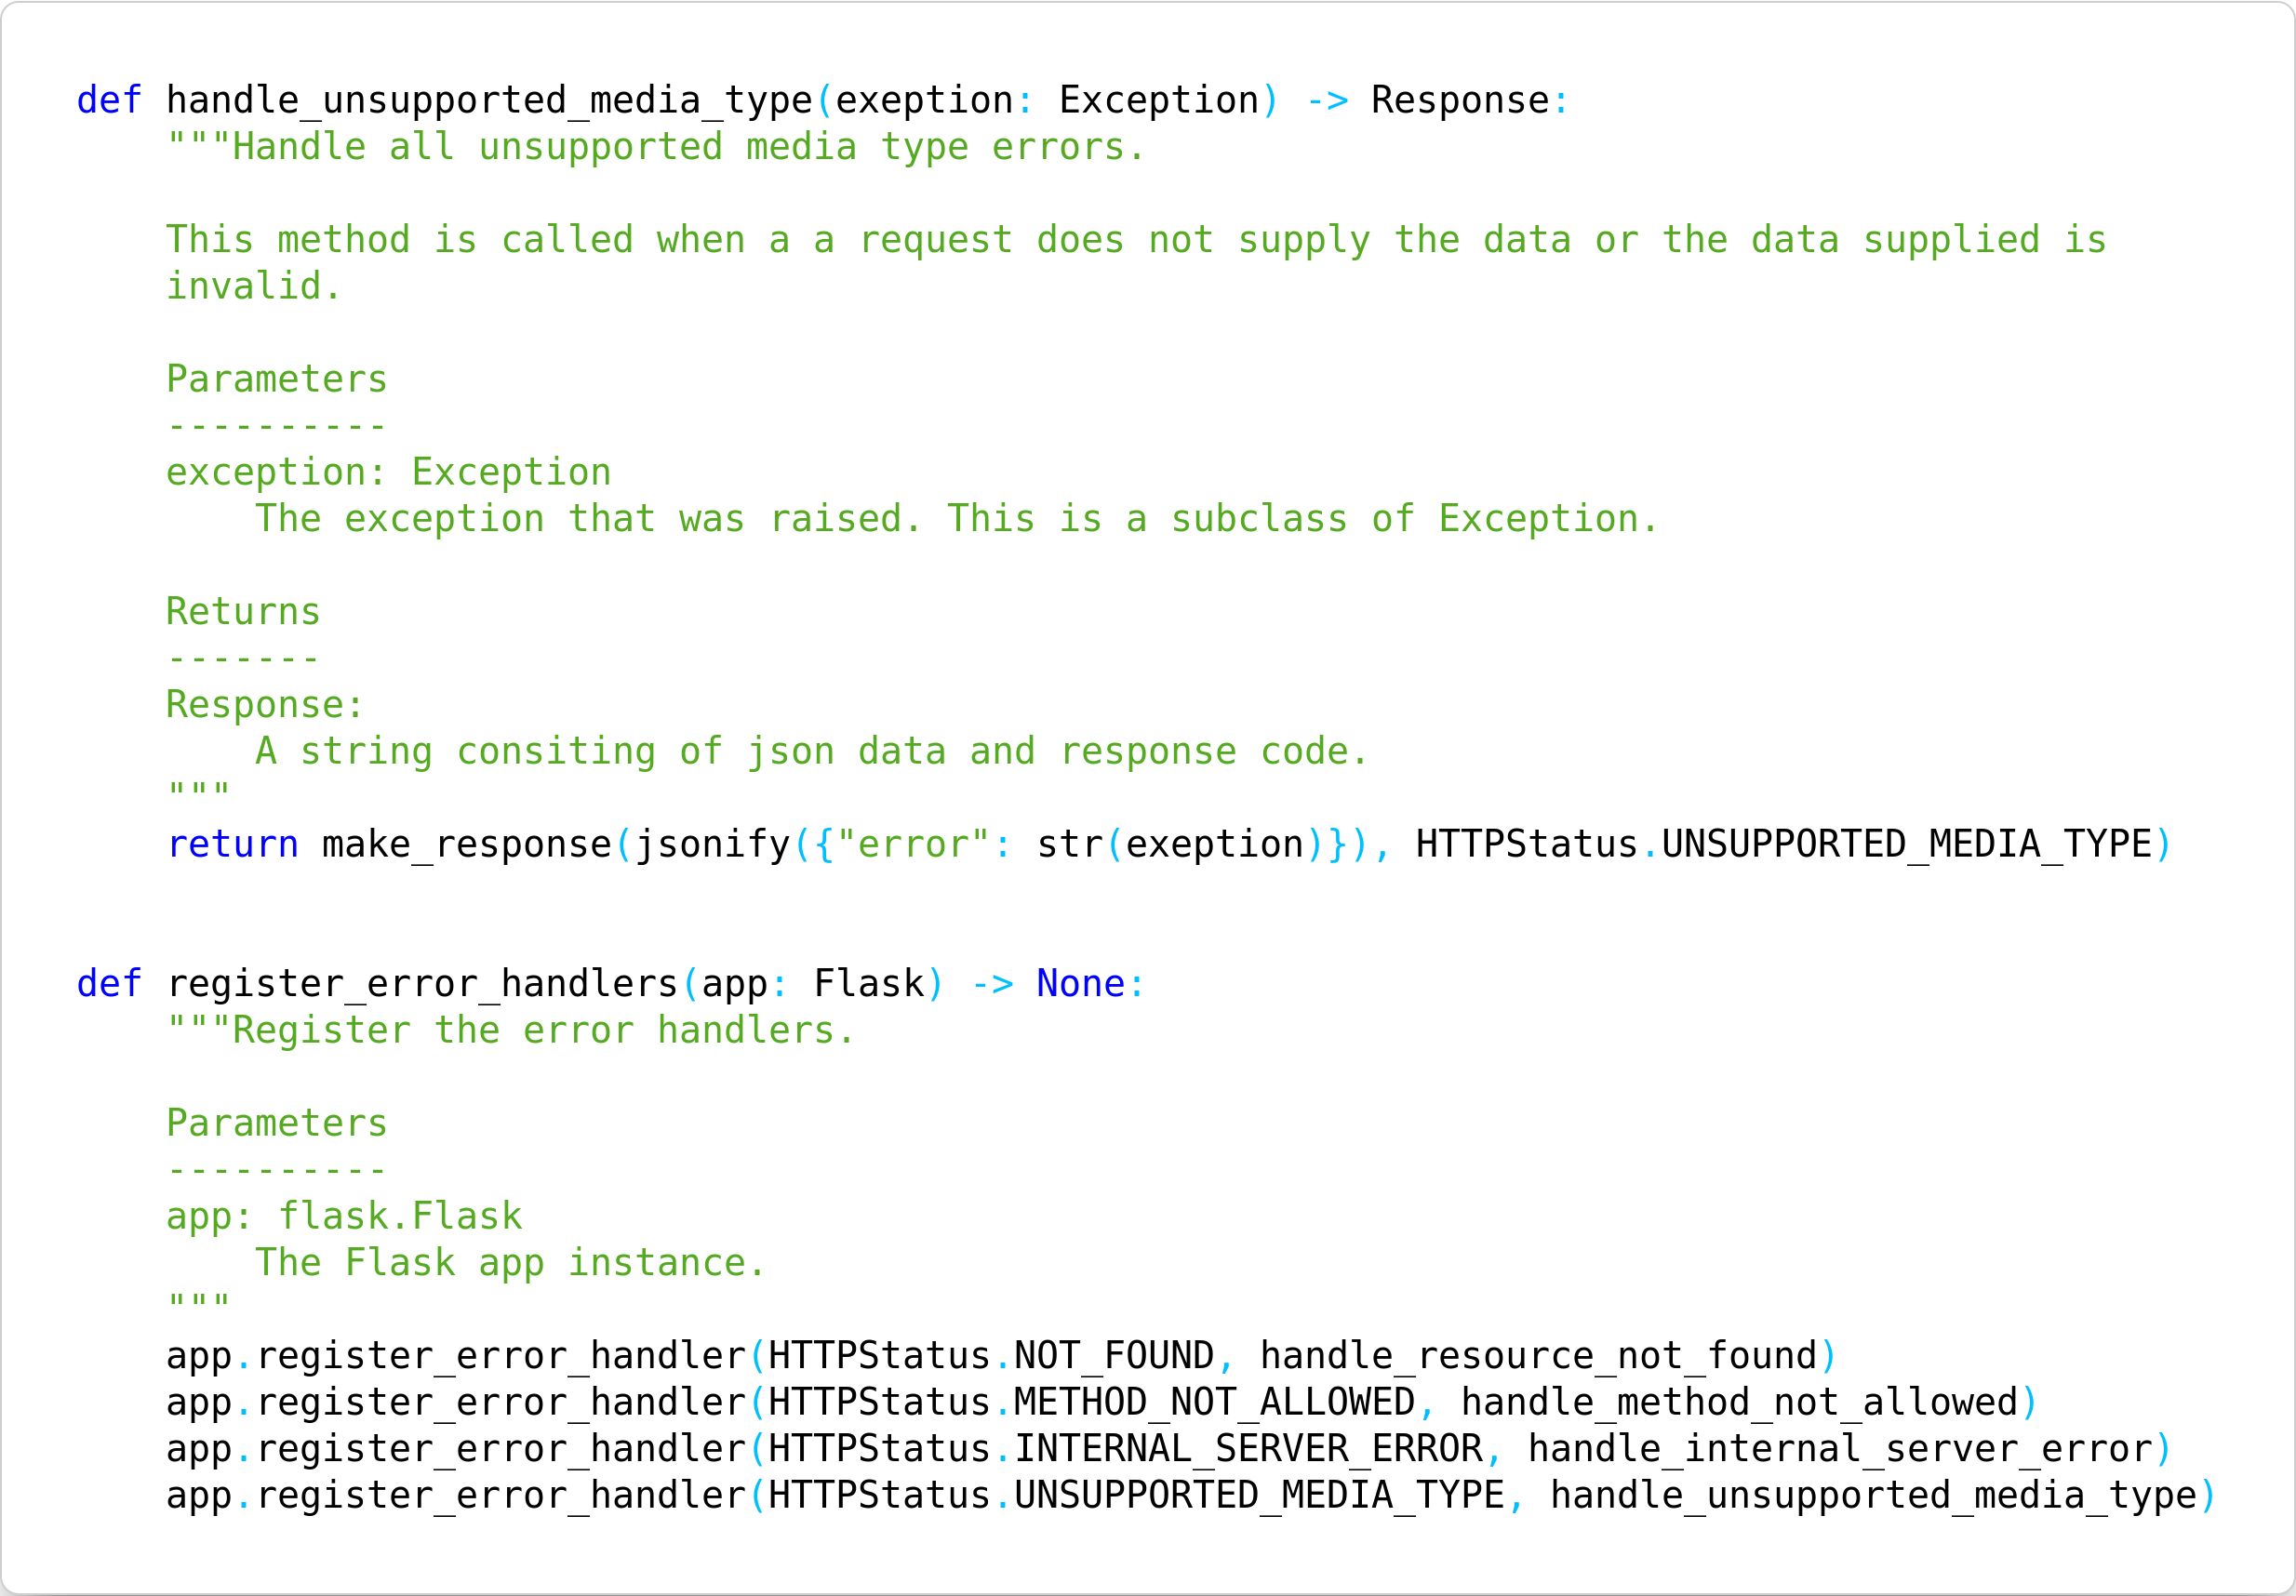 def handle_unsupported_media_type(exeption: Exception) -> Response:
    """Handle all unsupported media type errors.

    This method is called when a a request does not supply the data or the data supplied is
    invalid.

    Parameters
    ----------
    exception: Exception
        The exception that was raised. This is a subclass of Exception.

    Returns
    -------
    Response:
        A string consiting of json data and response code.
    """
    return make_response(jsonify({"error": str(exeption)}), HTTPStatus.UNSUPPORTED_MEDIA_TYPE)


def register_error_handlers(app: Flask) -> None:
    """Register the error handlers.

    Parameters
    ----------
    app: flask.Flask
        The Flask app instance.
    """
    app.register_error_handler(HTTPStatus.NOT_FOUND, handle_resource_not_found)
    app.register_error_handler(HTTPStatus.METHOD_NOT_ALLOWED, handle_method_not_allowed)
    app.register_error_handler(HTTPStatus.INTERNAL_SERVER_ERROR, handle_internal_server_error)
    app.register_error_handler(HTTPStatus.UNSUPPORTED_MEDIA_TYPE, handle_unsupported_media_type)